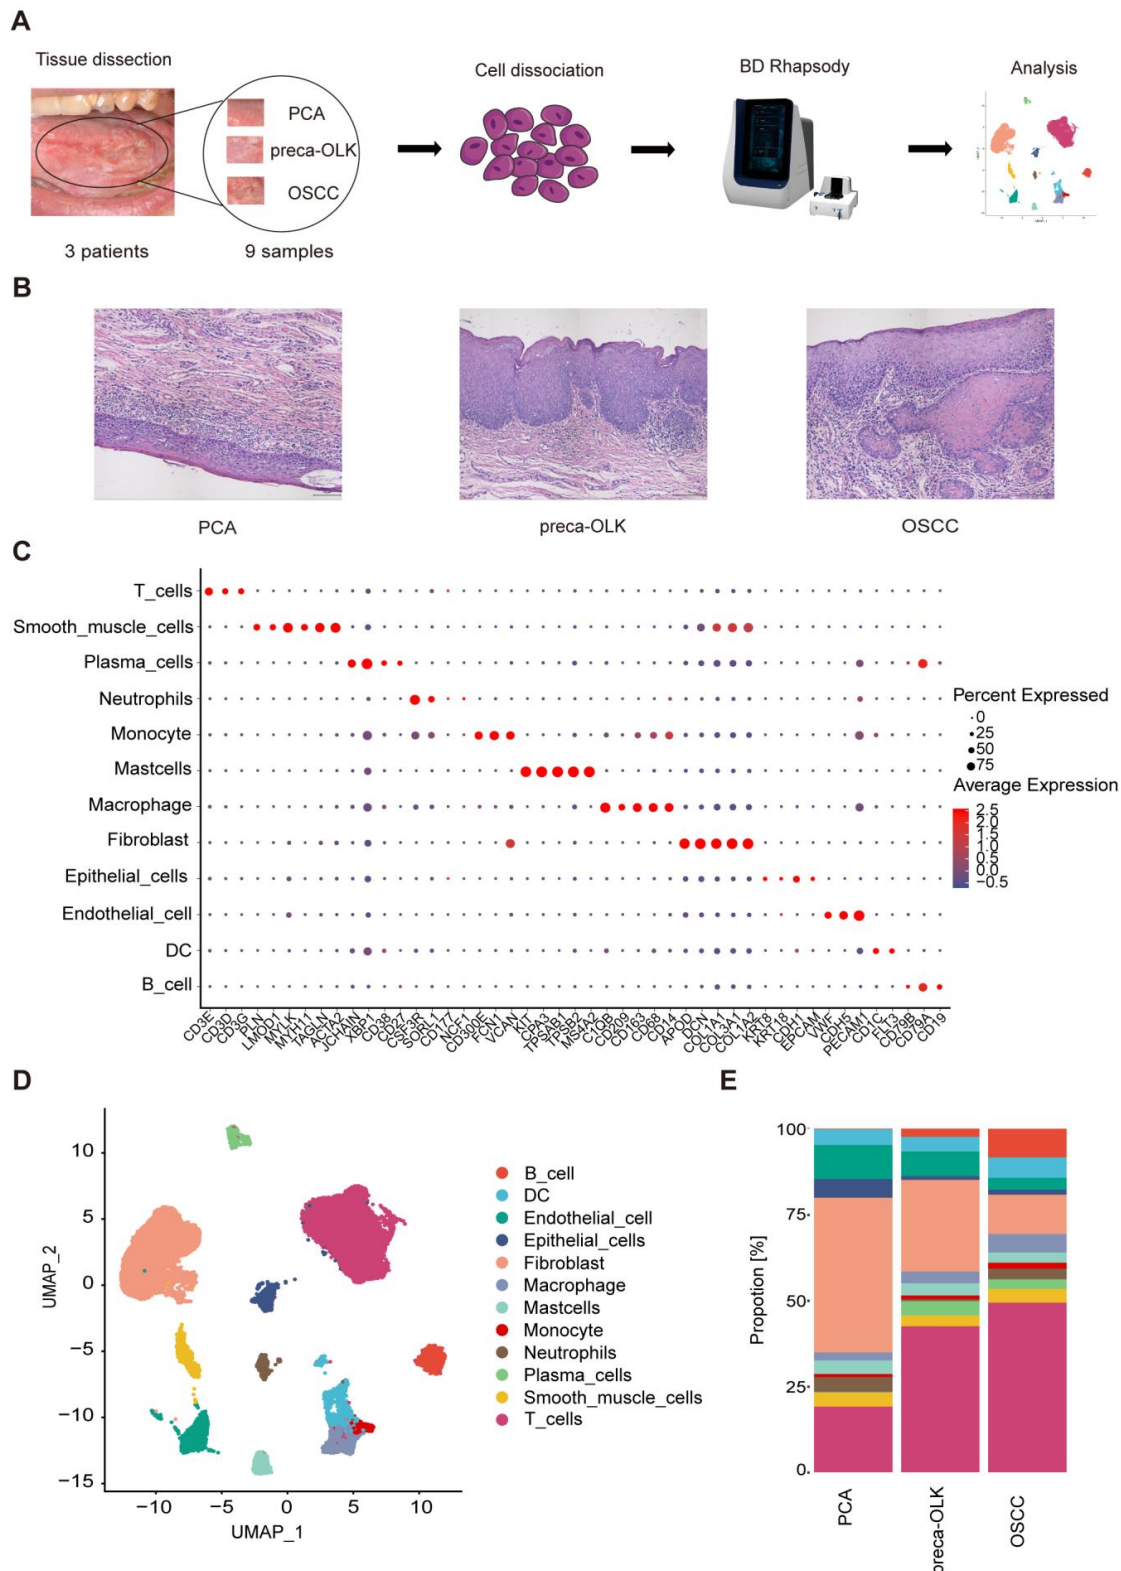 A
Tissue dissection
Cell dissociation
BD Rhapsody
Analysis
PCA
preca-OLK
OSCC
3 patients
9 samples
B
PCA
preca-OLK
OSCC
C
T_cells
Smooth_muscle_cells
Plasma_cells
Neutrophils
Monocyte
Mastcells
Macrophage
Fibroblast
Epithelial_cells
Endothelial_cell
DC
B_cell
Percent Expressed
0
25
50
75
Average Expression
2.5
2.0
1.5
1.0
0.5
0.0
−0.5
CD3E
CD3D
CD3G
PLN
LMOD1
MYLK
MYH11
TAGLN
ACTA2
JCHAIN
XBP1
CD38
CD27
CSF3R
SORL1
CD177
NCF1
CD300E
FCN1
VCAN
KIT
CPA3
TPSAB1
TPSB2
MS4A2
C1QB
CD209
CD163
CD68
CD14
APOD
DCN
COL1A1
COL3A1
COL1A2
KRT8
KRT18
CDH1
EPCAM
VWF
CDH5
PECAM1
CD1C
FLT3
CD79B
CD79A
CD19
D
UMAP_2
10
5
0
−5
−10
−15
−10
−5
0
5
10
UMAP_1
B_cell
DC
Endothelial_cell
Epithelial_cells
Fibroblast
Macrophage
Mastcells
Monocyte
Neutrophils
Plasma_cells
Smooth_muscle_cells
T_cells
E
Propotion [%]
100
75
50
25
0
PCA
preca-OLK
OSCC